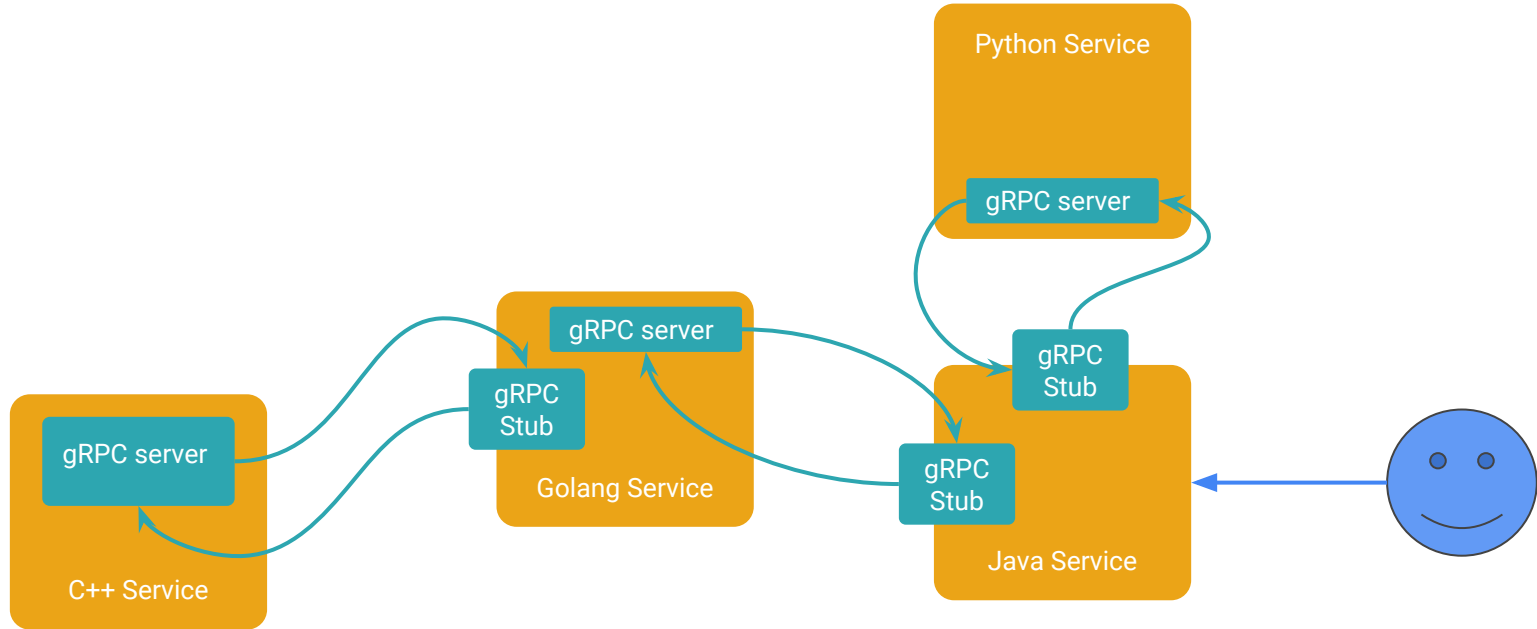 Python Service
gRPC server
gRPC server
gRPC
Stub
gRPC
Stub
Golang Service
gRPC
Stub
Java Service
gRPC server
C++ Service